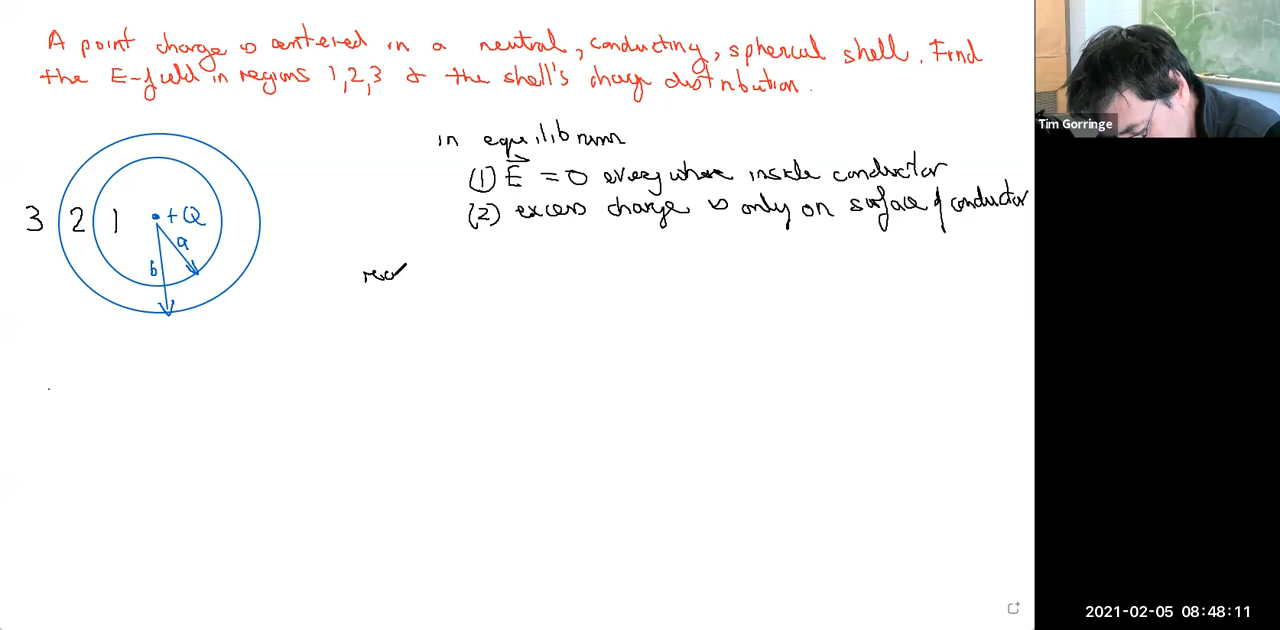 A point charge is centered in a neutral, conducting, spherical shell. Find
the E-field in regions 1,2,3 & the shell's charge distribution.
in equilibrium
(1) E = 0 everywhere inside conductor
(2) excess charge is only on surface of conductor
3 2 1 +Q
a
b
Tim Gorringe
2021-02-05 08:48:11